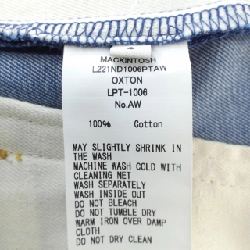 MACKINTOSH
L221ND1006PTAW
OXTON
LPT-1006
No.AW
100% Cotton
MAY SLIGHTLY SHRINK IN
THE WASH
MACHINE WASH COLD WITH
CLEANING NET
WASH SEPARATELY
WASH INSIDE OUT
DO NOT BLEACH
DO NOT TUMBLE DRY
WARM IRON OVER DAMP
CLOTH
DO NOT DRY CLEAN